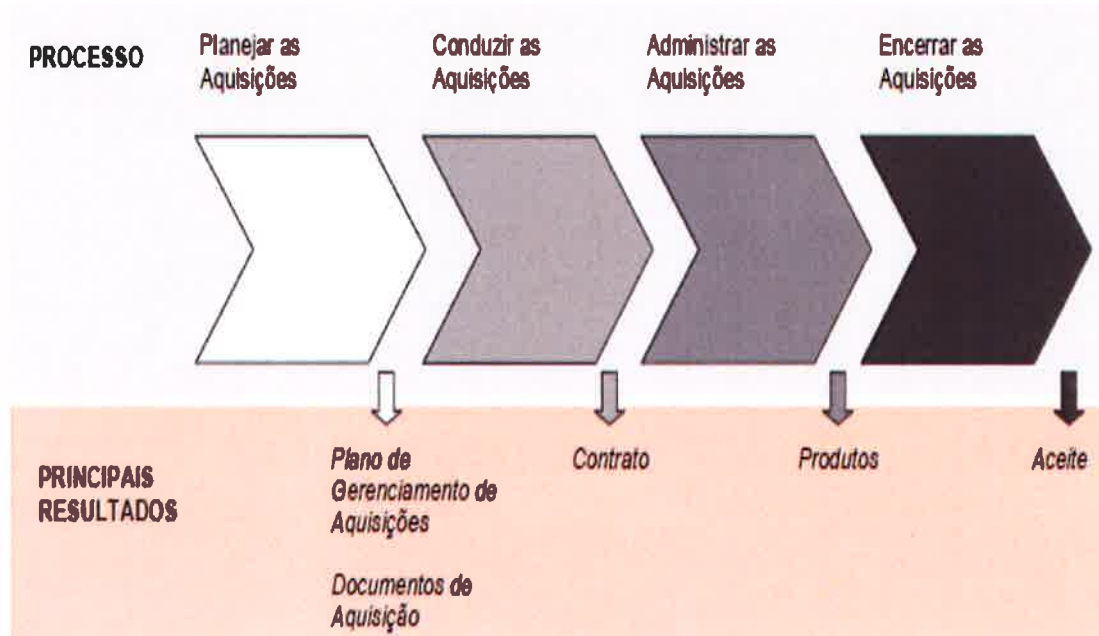 PROCESSO
Planejar as
Aquisições
Conduzir as
Aquisições
Administrar as
Aquisições
Encerrar as
Aquisições
PRINCIPAIS
RESULTADOS
Plano de
Gerenciamento de
Aquisições
Documentos de
Aquisição
Contrato
Produtos
Aceite